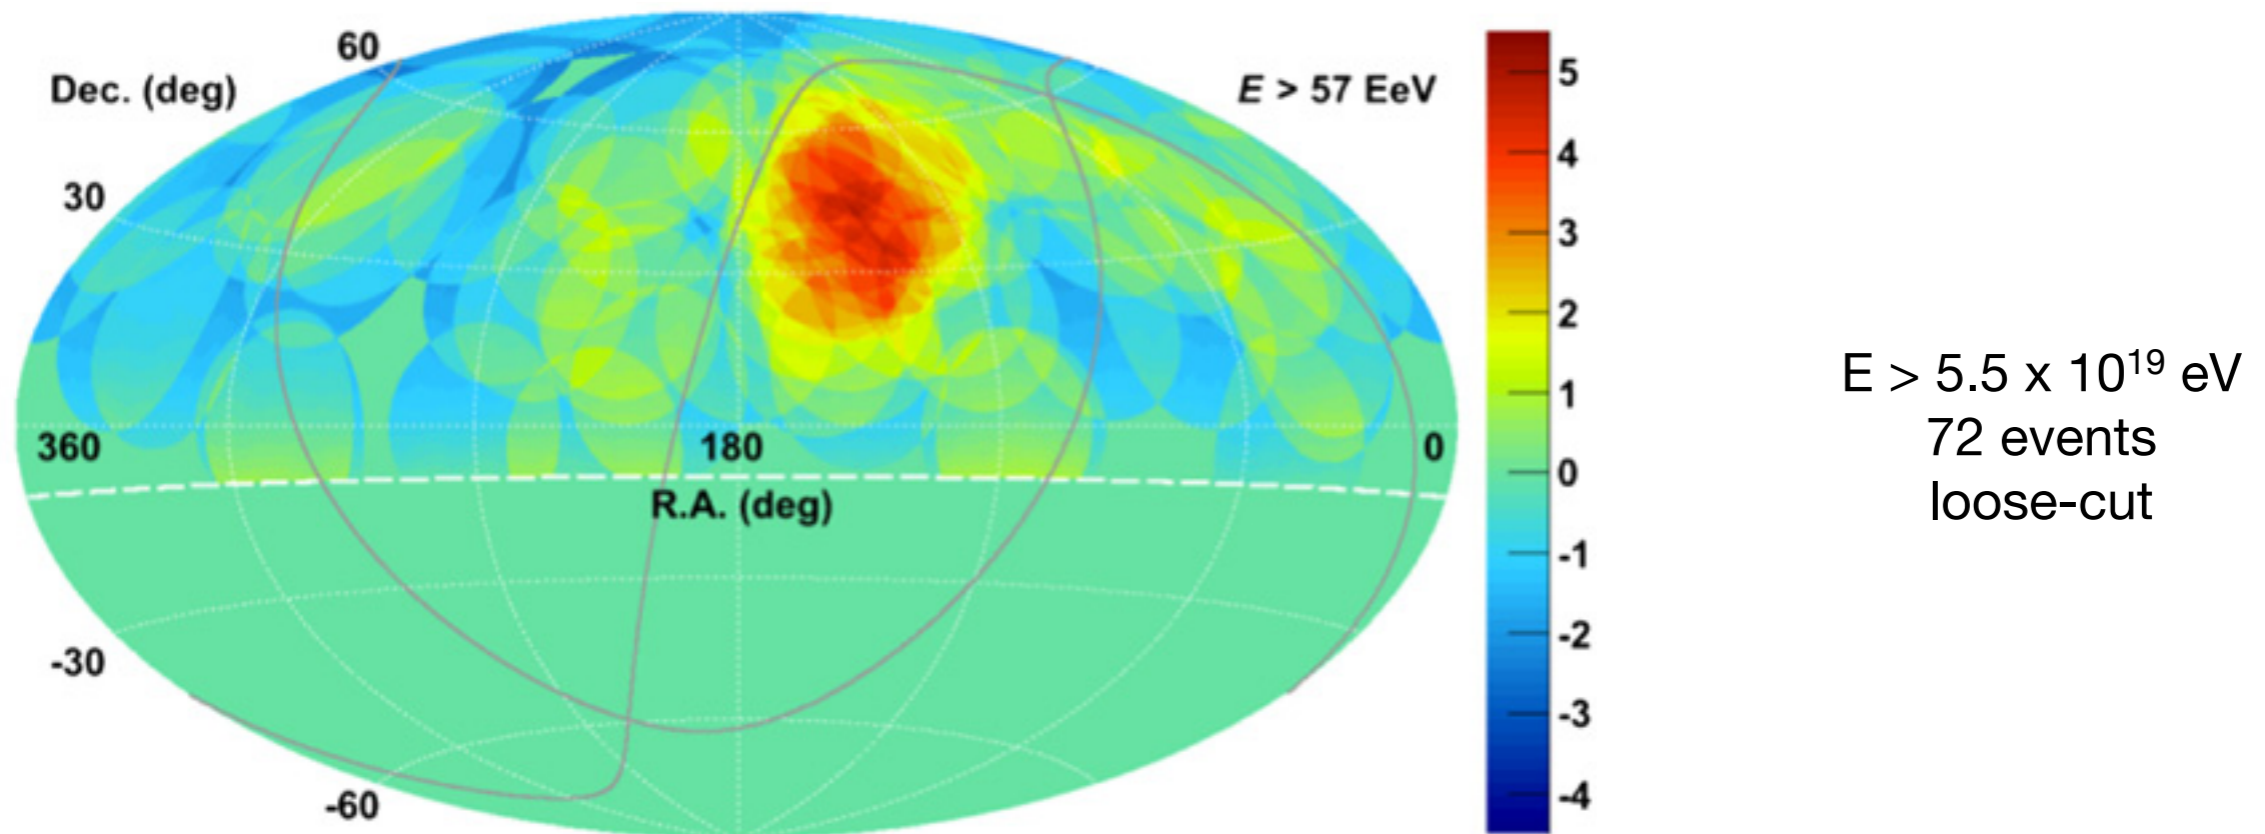 60
Dec. (deg)
E > 57 EeV
30
360
180
0
R.A. (deg)
-30
-60
5
4
3
2
1
0
-1
-2
-3
-4
E > 5.5 x 10¹⁹ eV
72 events
loose-cut